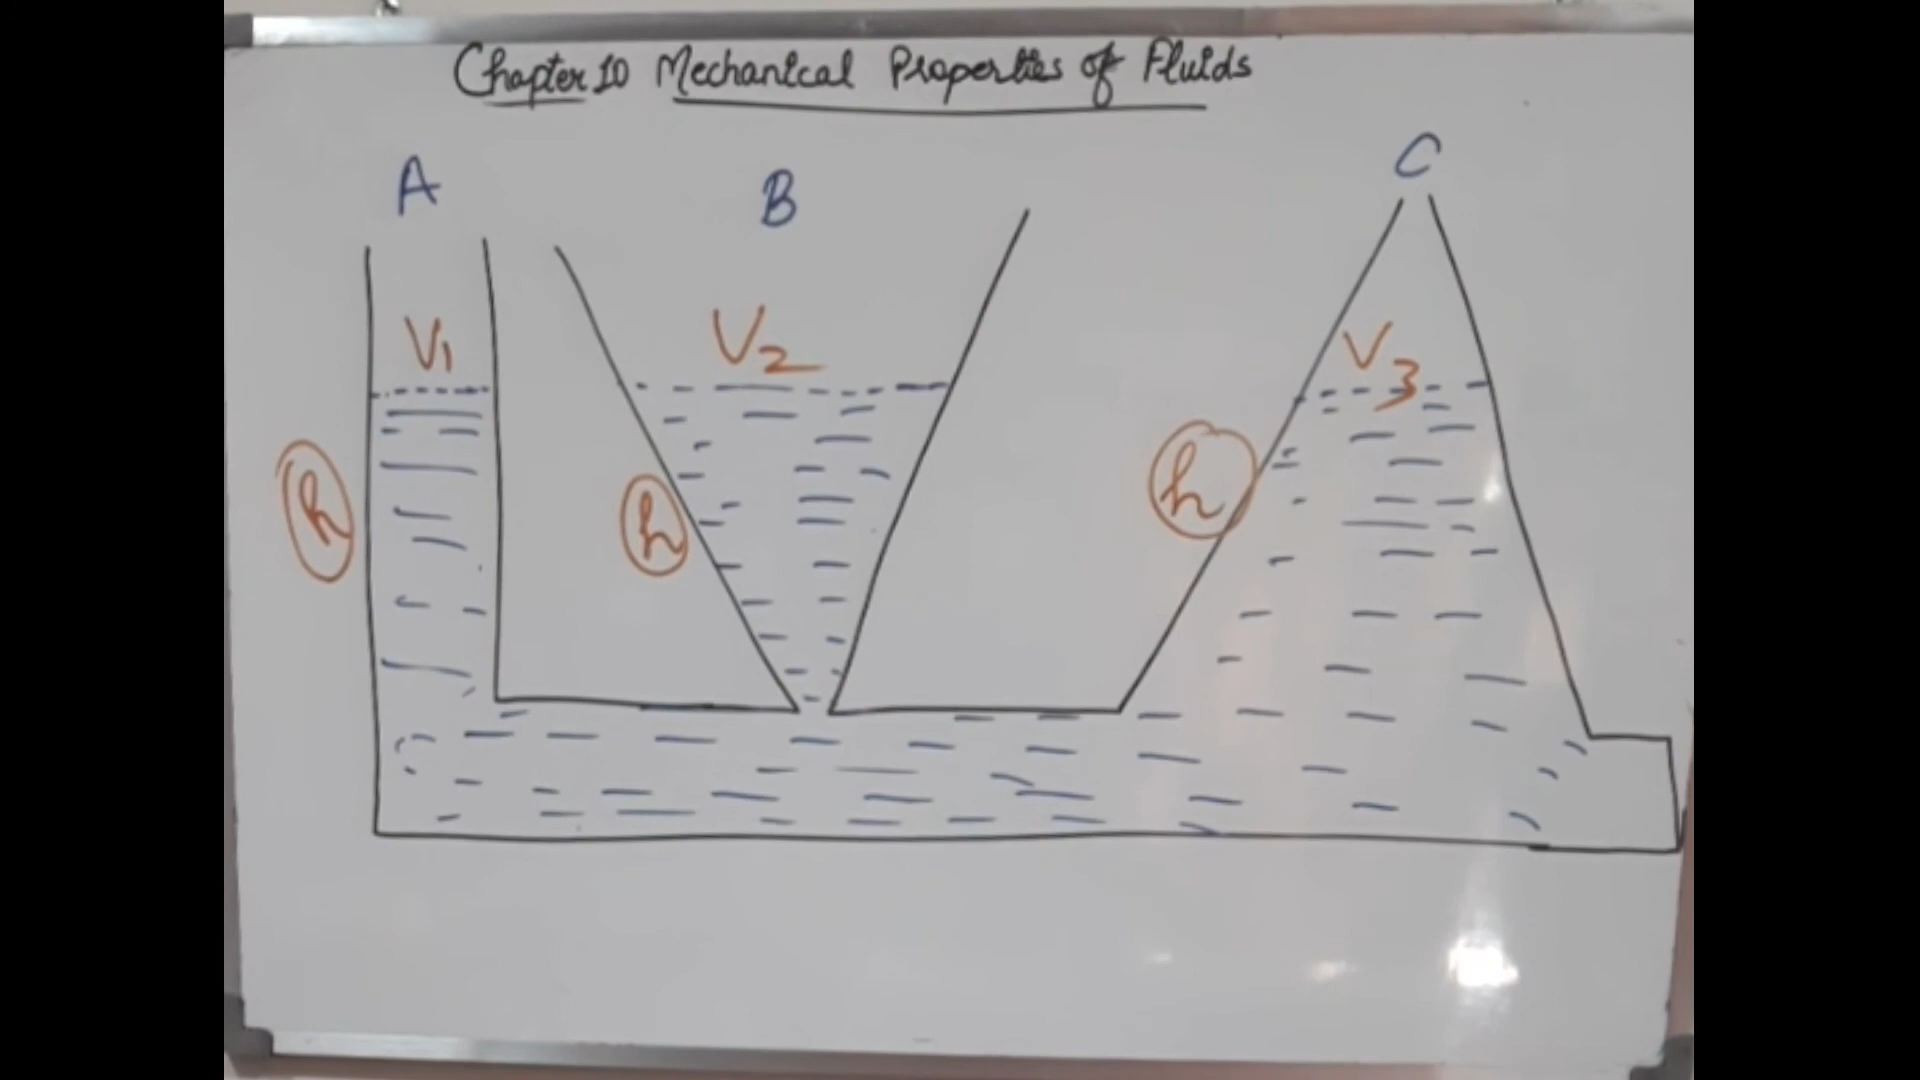 Chapter 10 Mechanical Properties of Fluids
A B C
V1 V2 V3
h h h